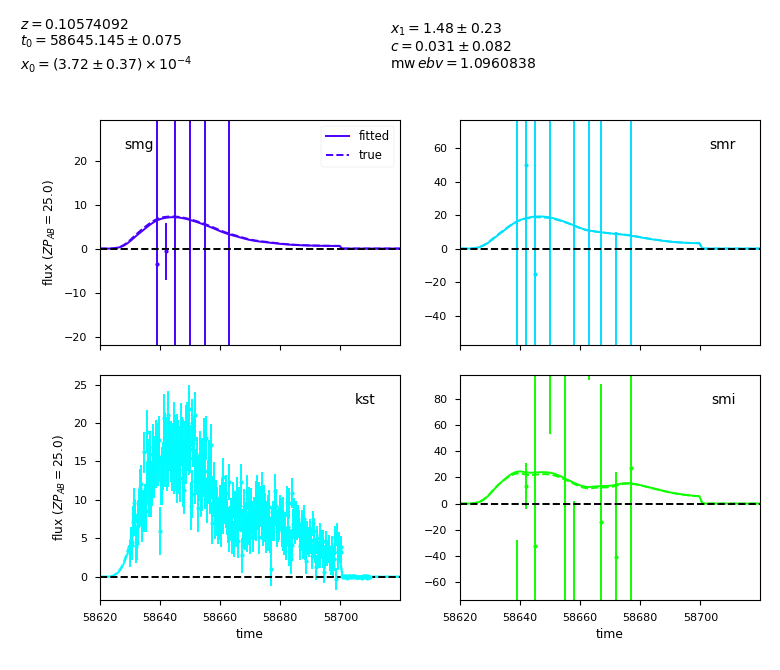 z = 0.10574092
t₀ = 58645.145 ± 0.075
x₀ = (3.72 ± 0.37) × 10⁻⁴
x₁ = 1.48 ± 0.23
c = 0.031 ± 0.082
mw ebv = 1.0960838
smg
fitted
true
20
10
0
−10
−20
flux (ZP_AB = 25.0)
smr
60
40
20
0
−20
−40
kst
25
20
15
10
5
0
flux (ZP_AB = 25.0)
58620 58640 58660 58680 58700
time
smi
80
60
40
20
0
−20
−40
−60
58620 58640 58660 58680 58700
time